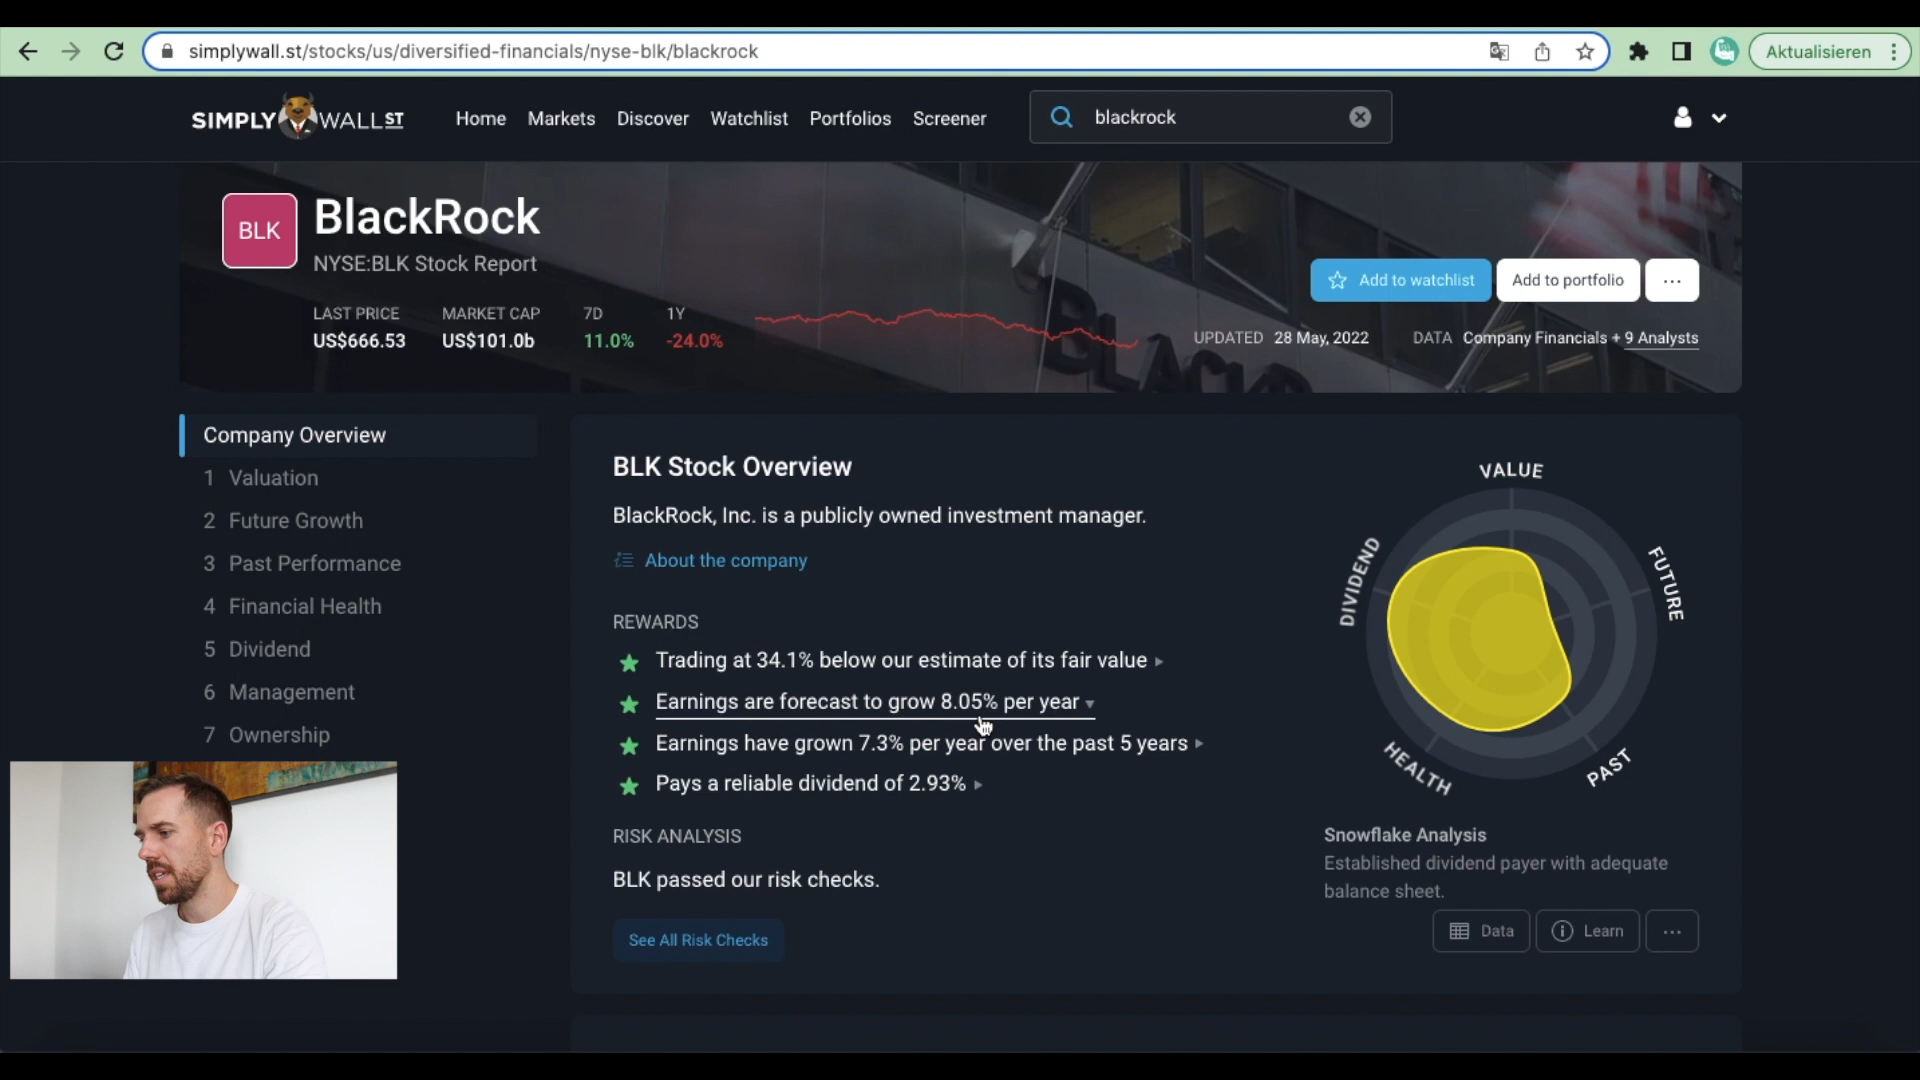 simplywall.st/stocks/us/diversified-financials/nyse-blk/blackrock
Aktualisieren
SIMPLY WALL ST
Home
Markets
Discover
Watchlist
Portfolios
Screener
blackrock
BLK
BlackRock
NYSE:BLK Stock Report
LAST PRICE
US$666.53
MARKET CAP
US$101.0b
7D
11.0%
1Y
-24.0%
BLACKR
Add to watchlist
Add to portfolio
...
UPDATED 28 May, 2022
DATA Company Financials + 9 Analysts
Company Overview
1 Valuation
2 Future Growth
3 Past Performance
4 Financial Health
5 Dividend
6 Management
7 Ownership
BLK Stock Overview
BlackRock, Inc. is a publicly owned investment manager.
About the company
REWARDS
Trading at 34.1% below our estimate of its fair value
Earnings are forecast to grow 8.05% per year
Earnings have grown 7.3% per year over the past 5 years
Pays a reliable dividend of 2.93%
RISK ANALYSIS
BLK passed our risk checks.
See All Risk Checks
VALUE
FUTURE
PAST
HEALTH
DIVIDEND
Snowflake Analysis
Established dividend payer with adequate
balance sheet.
Data
Learn
...